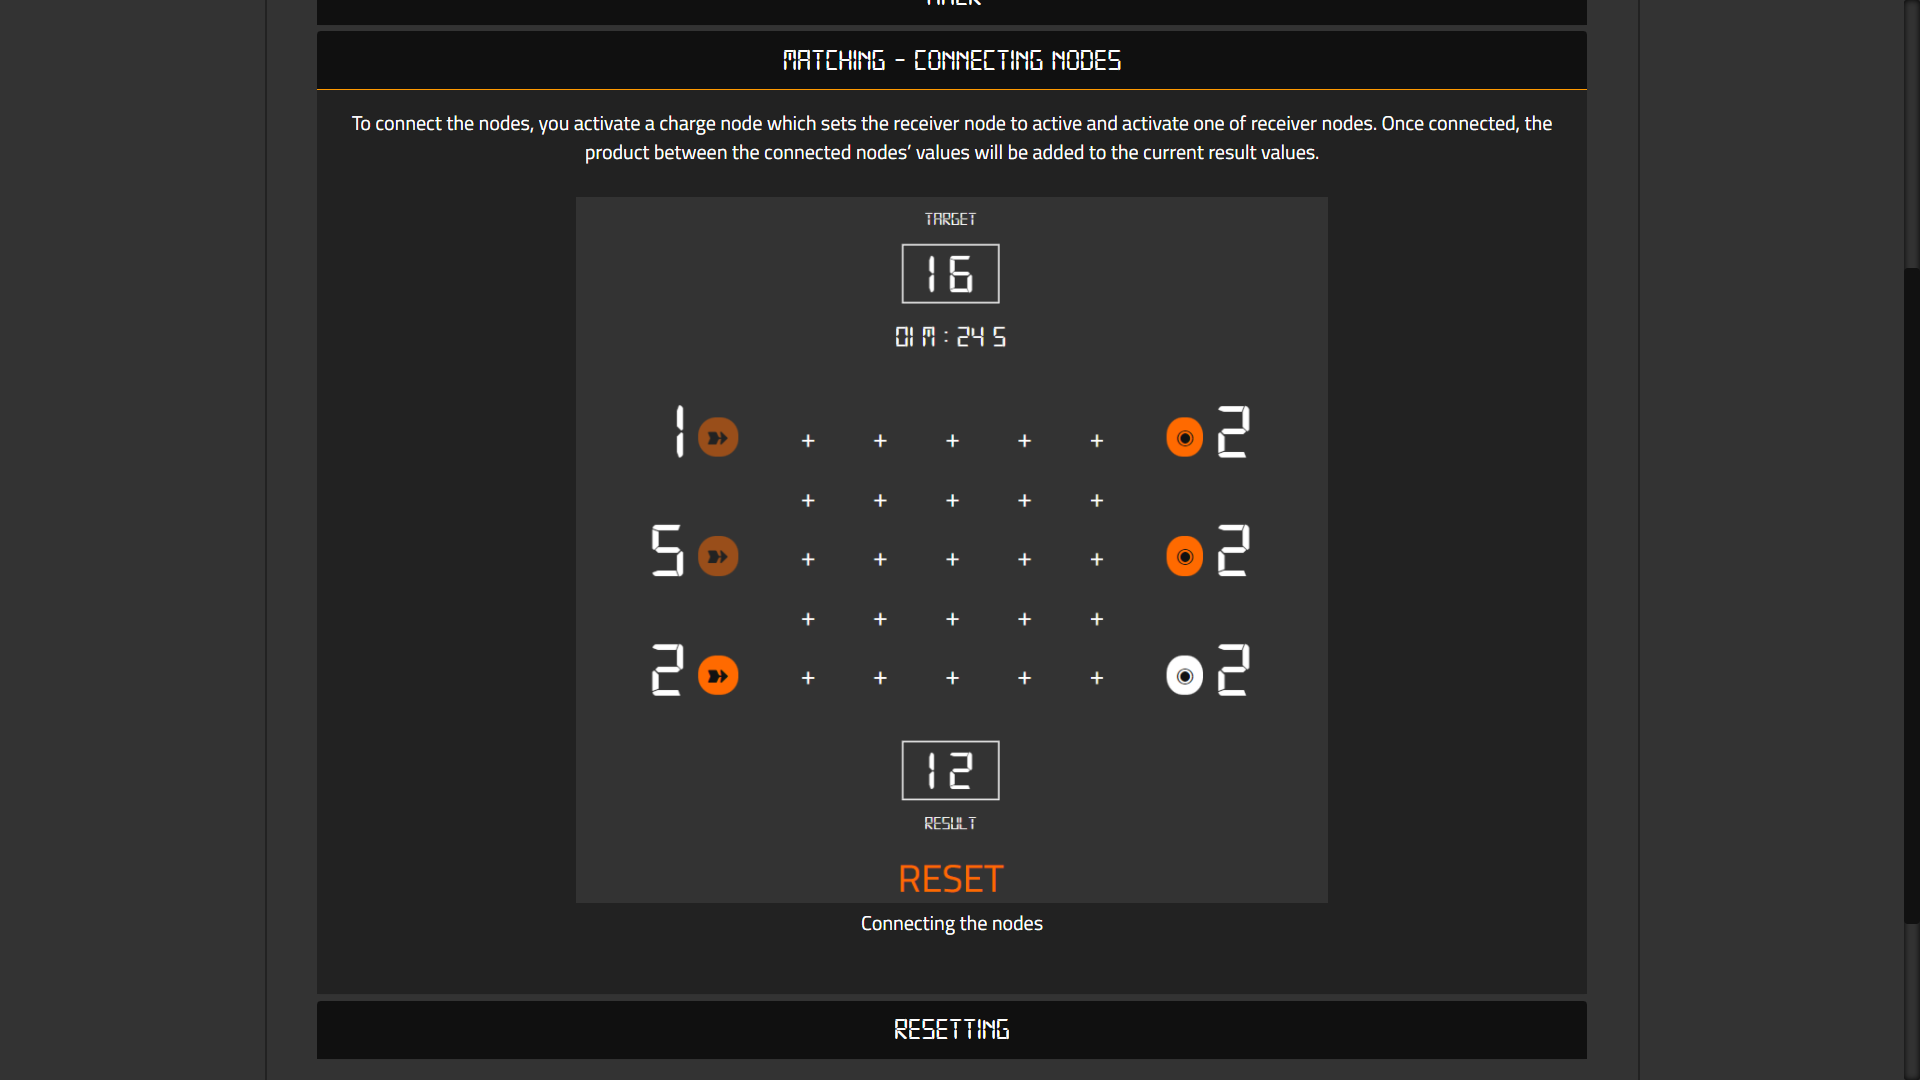 MATCHING - CONNECTING NODES
To connect the nodes, you activate a charge node which sets the receiver node to active and activate one of receiver nodes. Once connected, the
product between the connected nodes’ values will be added to the current result values.
TARGET
16
01 M : 24 S
1 + + + + + 2
+ + + + +
5 + + + + + 2
+ + + + +
2 + + + + + 2
12
RESULT
RESET
Connecting the nodes
RESETTING